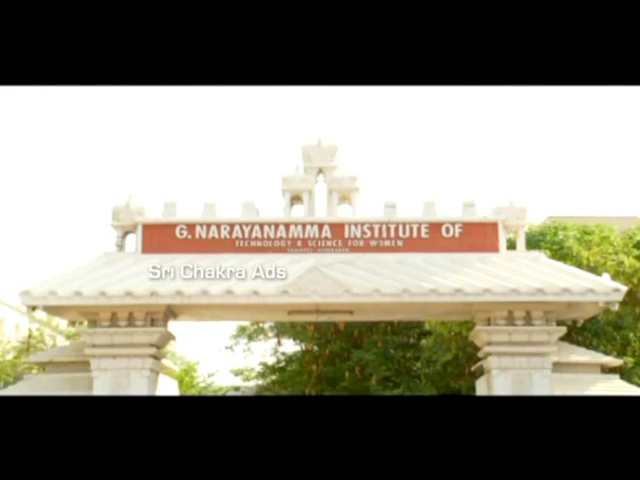 G.NARAYANAMMA INSTITUTE OF
TECHNOLOGY & SCIENCE FOR WOMEN
Sri Chakra Ads